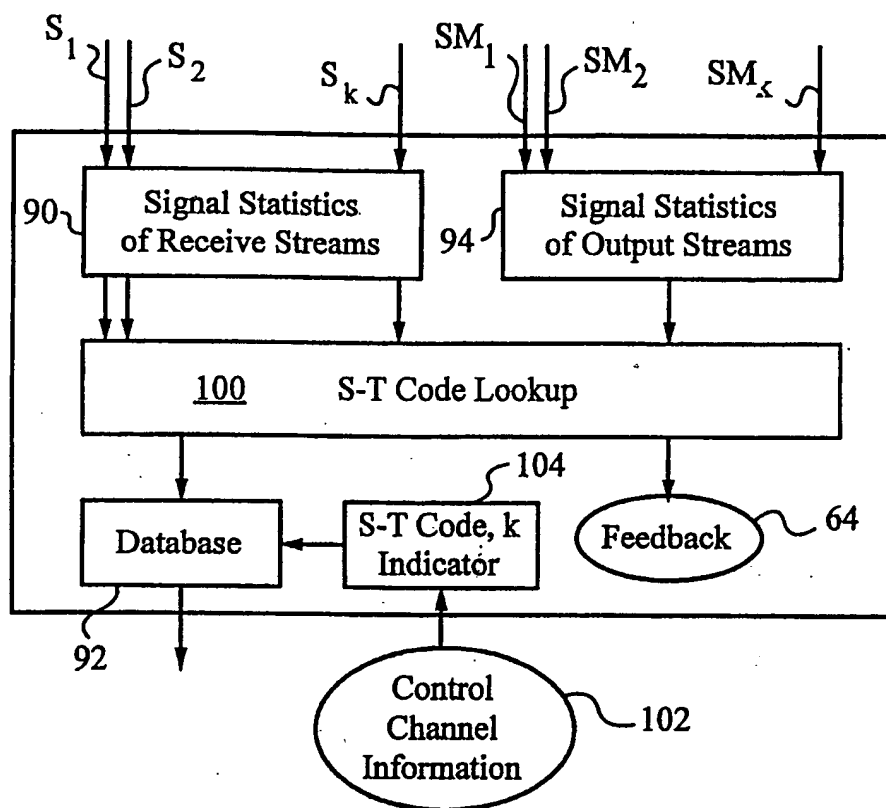 S1 S2 Sk SM1 SM2 SMk
90 Signal Statistics
of Receive Streams
94 Signal Statistics
of Output Streams
100 S-T Code Lookup
104
Database
S-T Code, k
Indicator
Feedback
64
92
Control
Channel
Information
102